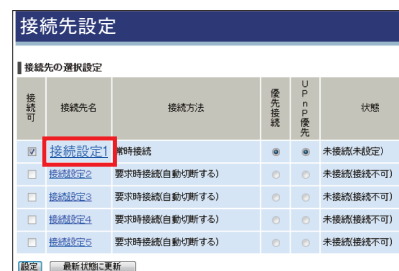 接続先設定
接続先の選択設定
接続可 接続先名 接続方法 優先接続 UPnP優先 状態
接続設定1 常時接続 未接続(未設定)
接続設定2 要求時接続(自動切断する) 未接続(接続不可)
接続設定3 要求時接続(自動切断する) 未接続(接続不可)
接続設定4 要求時接続(自動切断する) 未接続(接続不可)
接続設定5 要求時接続(自動切断する) 未接続(接続不可)
設定 最新状態に更新